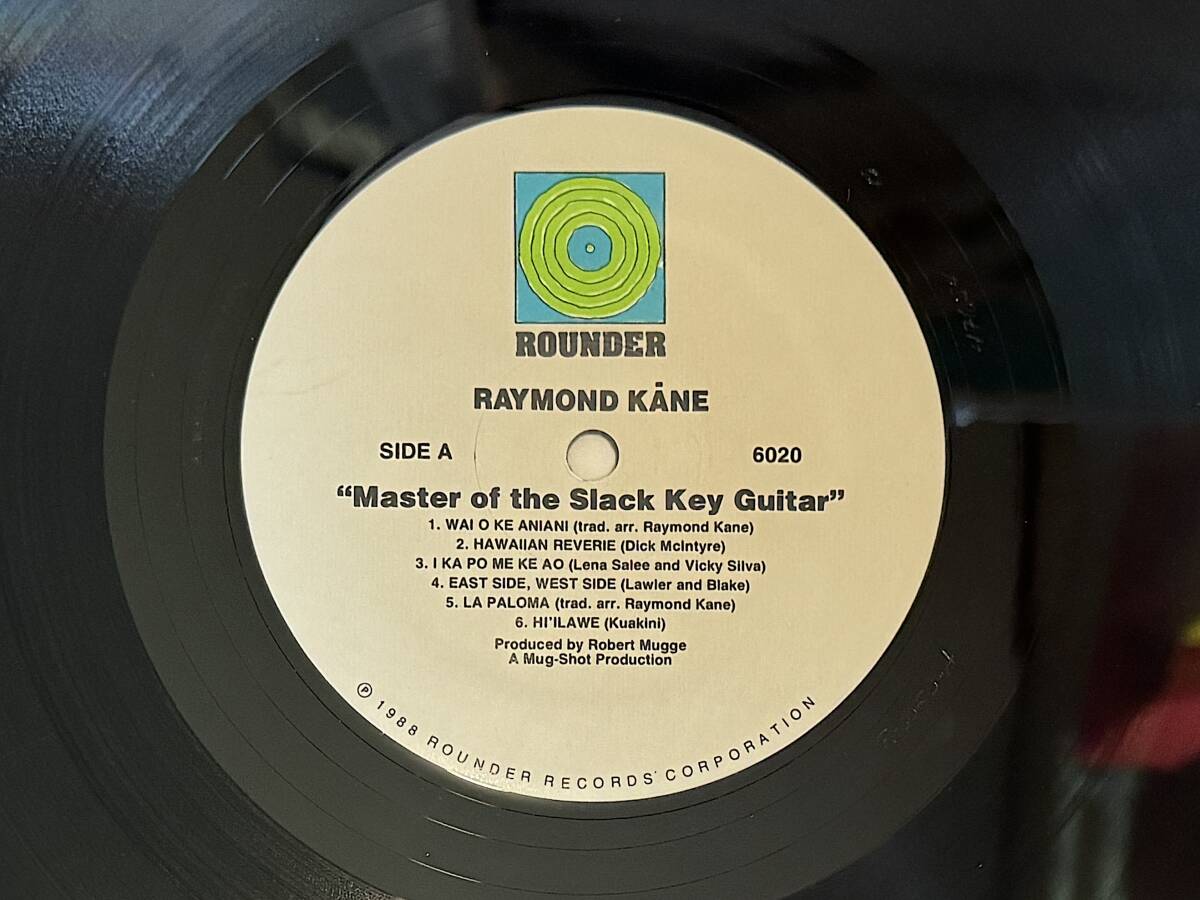 ROUNDER
RAYMOND KĀNE
SIDE A 6020
“Master of the Slack Key Guitar”
1. WAI O KE ANIANI (trad. arr. Raymond Kane)
2. HAWAIIAN REVERIE (Dick McIntyre)
3. I KA PO ME KE AO (Lena Salee and Vicky Silva)
4. EAST SIDE, WEST SIDE (Lawler and Blake)
5. LA PALOMA (trad. arr. Raymond Kane)
6. HI'ILAWE (Kuakini)
Produced by Robert Mugge
A Mug-Shot Production
℗ 1988 ROUNDER RECORDS CORPORATION